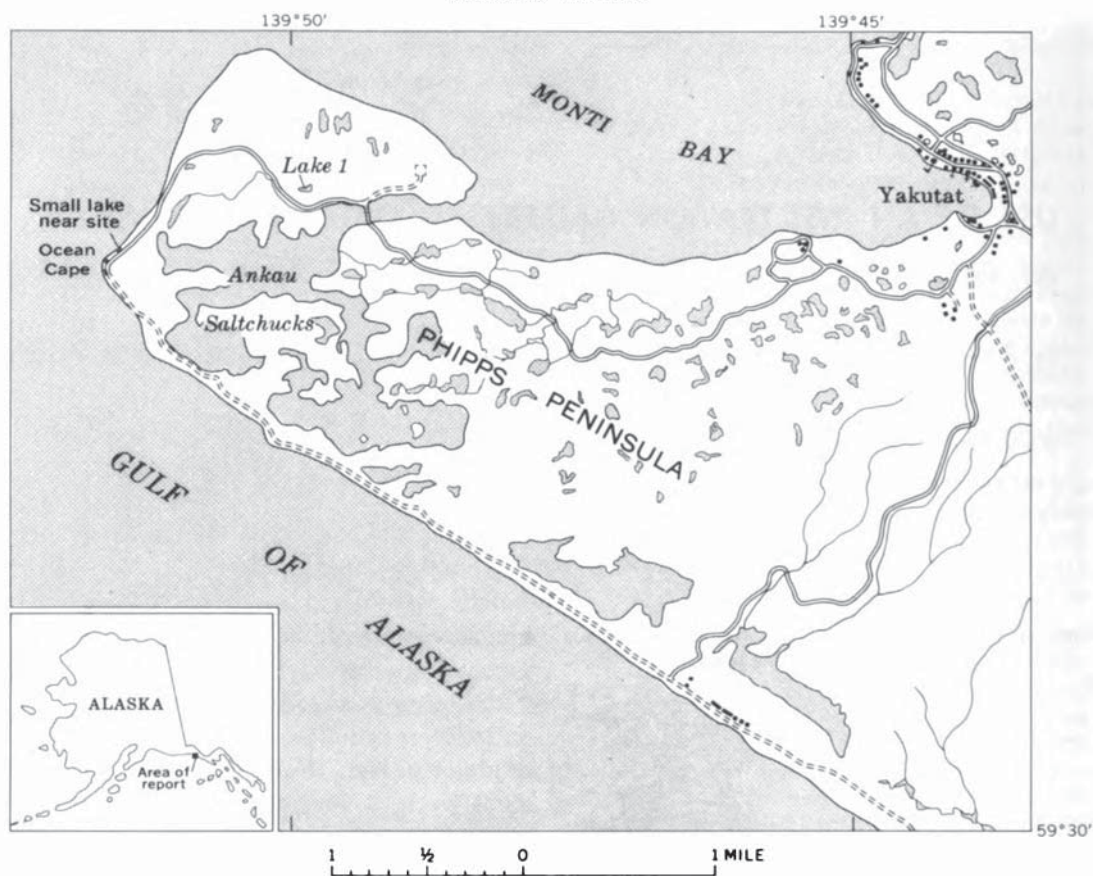 139°50'
139°45'
MONTI
BAY
Lake 1
Yakutat
Small lake
near site
Ocean
Cape
Ankau
Saltchucks
PHIPPS
PENINSULA
GULF
OF
ALASKA
ALASKA
Area of
report
59°30'
1 ½ 0 1 MILE